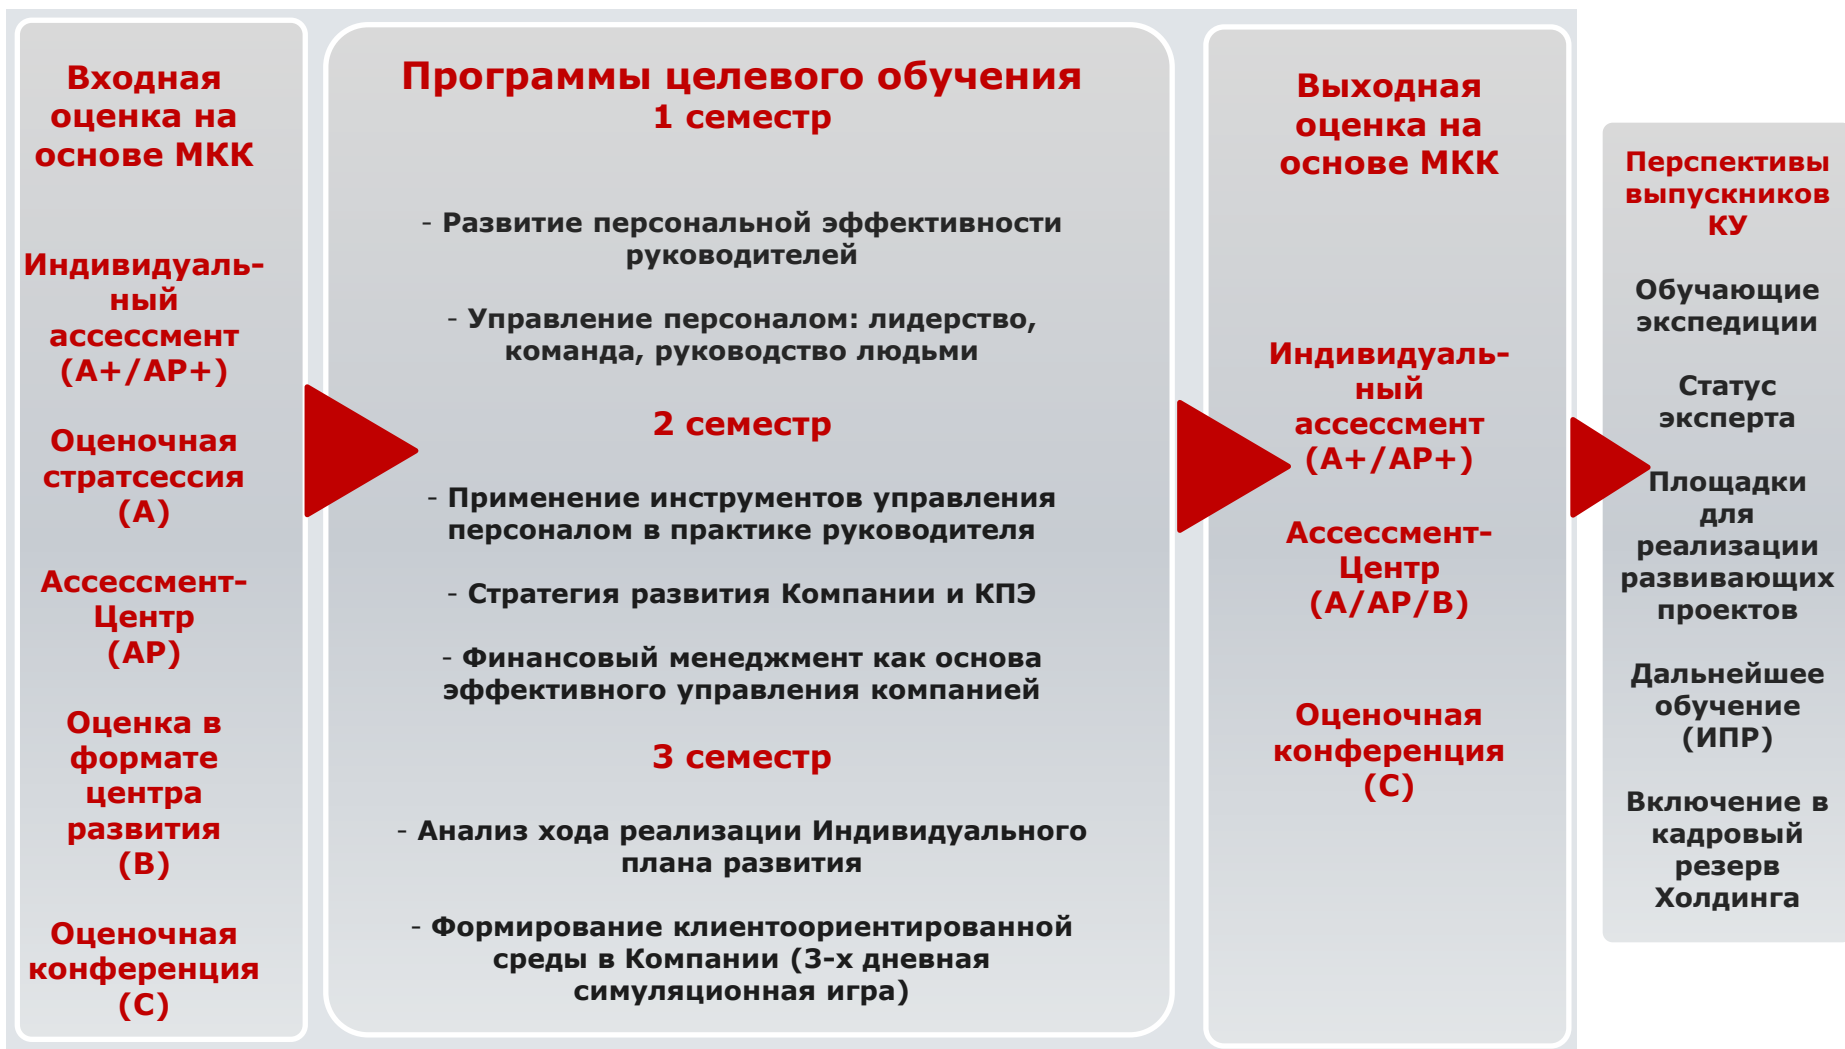 Входная
оценка на
основе МКК
Индивидуаль-
ный
ассессмент
(А+/АР+)
Оценочная
стратсессия
(А)
Ассессмент-
Центр
(АР)
Оценка в
формате
центра
развития
(В)
Оценочная
конференция
(С)
Программы целевого обучения
1 семестр
- Развитие персональной эффективности
руководителей
- Управление персоналом: лидерство,
команда, руководство людьми
2 семестр
- Применение инструментов управления
персоналом в практике руководителя
- Стратегия развития Компании и КПЭ
- Финансовый менеджмент как основа
эффективного управления компанией
3 семестр
- Анализ хода реализации Индивидуального
плана развития
- Формирование клиентоориентированной
среды в Компании (3-х дневная
симуляционная игра)
Выходная
оценка на
основе МКК
Индивидуаль-
ный
ассессмент
(А+/АР+)
Ассессмент-
Центр
(А/АР/В)
Оценочная
конференция
(С)
Перспективы
выпускников
КУ
Обучающие
экспедиции
Статус
эксперта
Площадки
для
реализации
развивающих
проектов
Дальнейшее
обучение
(ИПР)
Включение в
кадровый
резерв
Холдинга